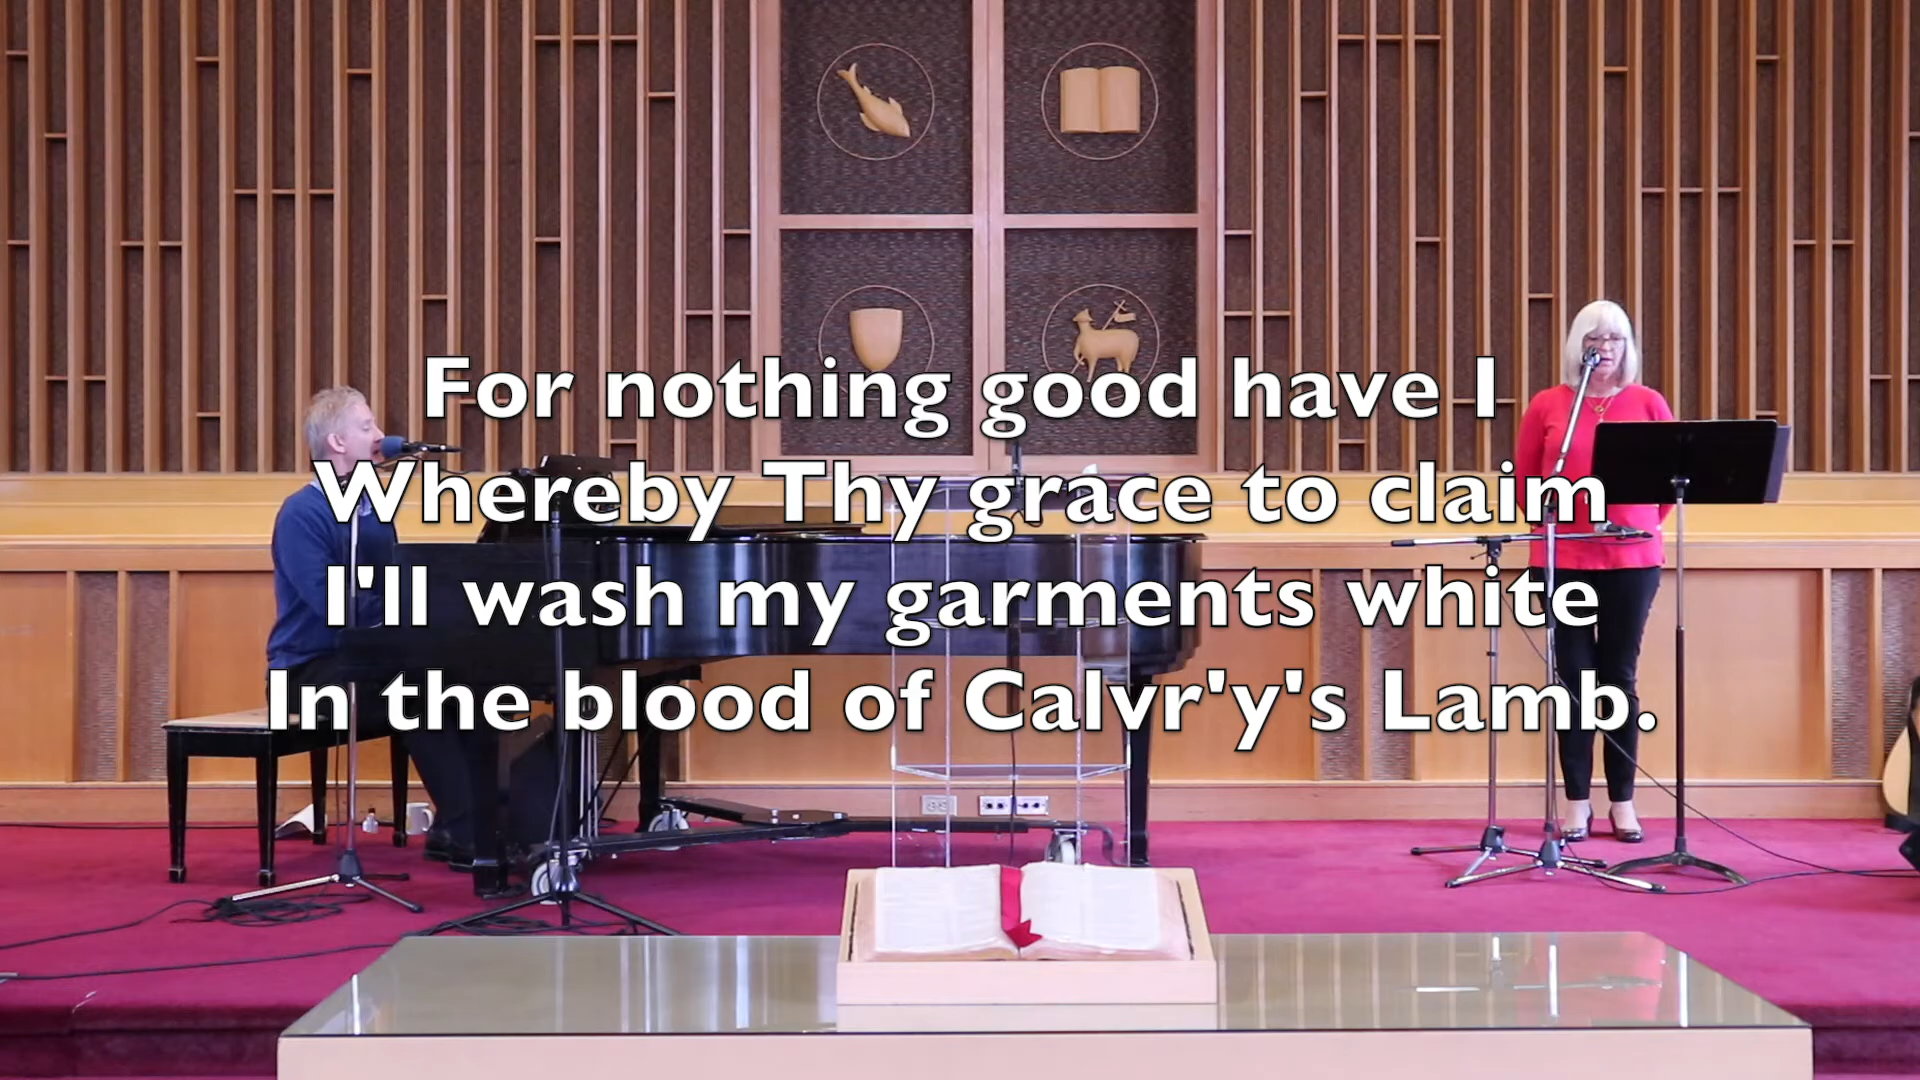 For nothing good have I
Whereby Thy grace to claim
I'll wash my garments white
In the blood of Calvr'y's Lamb.